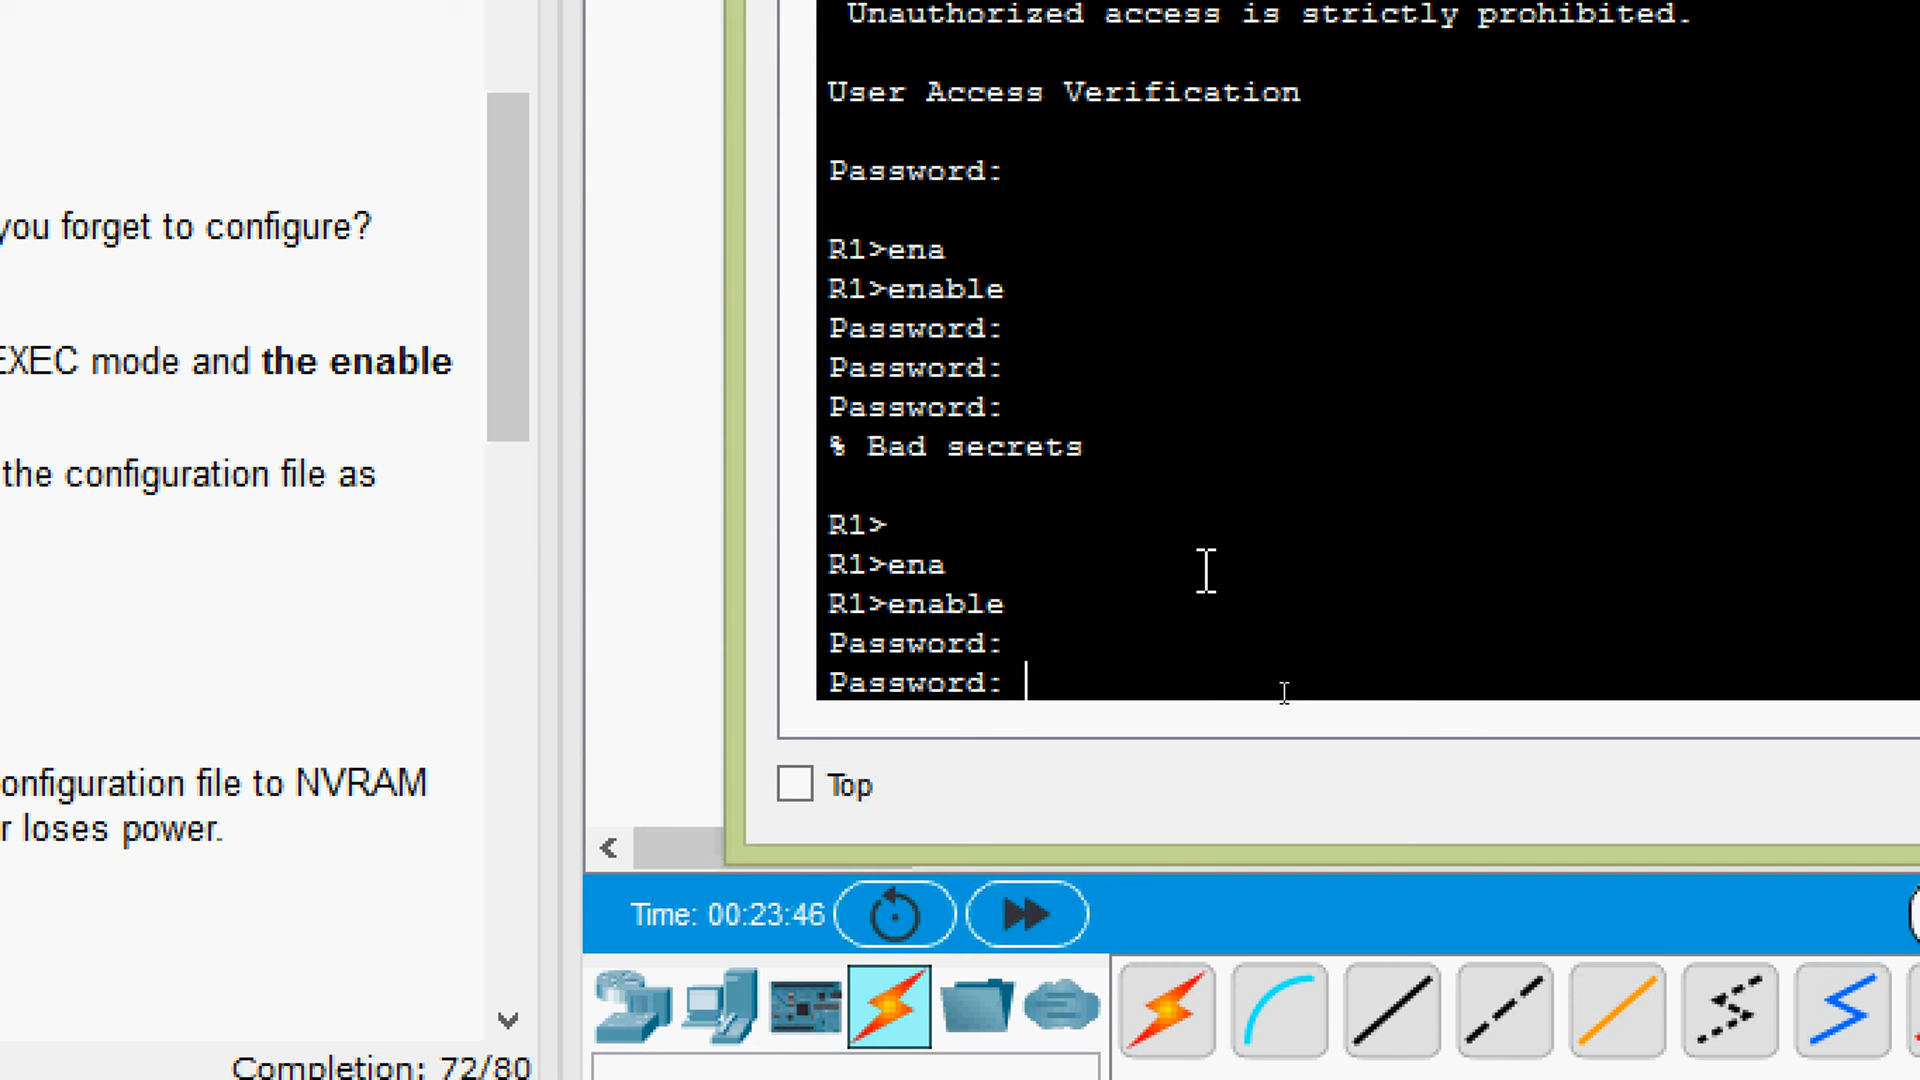 you forget to configure?
EXEC mode and the enable
the configuration file as
onfiguration file to NVRAM
r loses power.
Completion: 72/80
Unauthorized access is strictly prohibited.
User Access Verification
Password:
R1>ena
R1>enable
Password:
Password:
Password:
% Bad secrets
R1>
R1>ena
R1>enable
Password:
Password:
Top
Time: 00:23:46